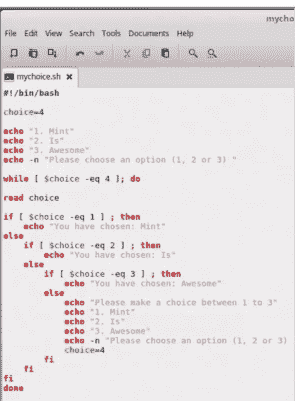 mycho
File Edit View Search Tools Documents Help
mychoice.sh ✖
#!/bin/bash
choice=4
echo "1. Mint"
echo "2. Is"
echo "3. Awesome"
echo -n "Please choose an option (1, 2 or 3) "
while [ $choice -eq 4 ]; do
read choice
if [ $choice -eq 1 ] ; then
echo "You have chosen: Mint"
else
if [ $choice -eq 2 ] ; then
echo "You have chosen: Is"
else
if [ $choice -eq 3 ] ; then
echo "You have chosen: Awesome"
else
echo "Please make a choice between 1 to 3"
echo "1. Mint"
echo "2. Is"
echo "3. Awesome"
echo -n "Please choose an option (1, 2 or 3)
choice=4
fi
fi
fi
done